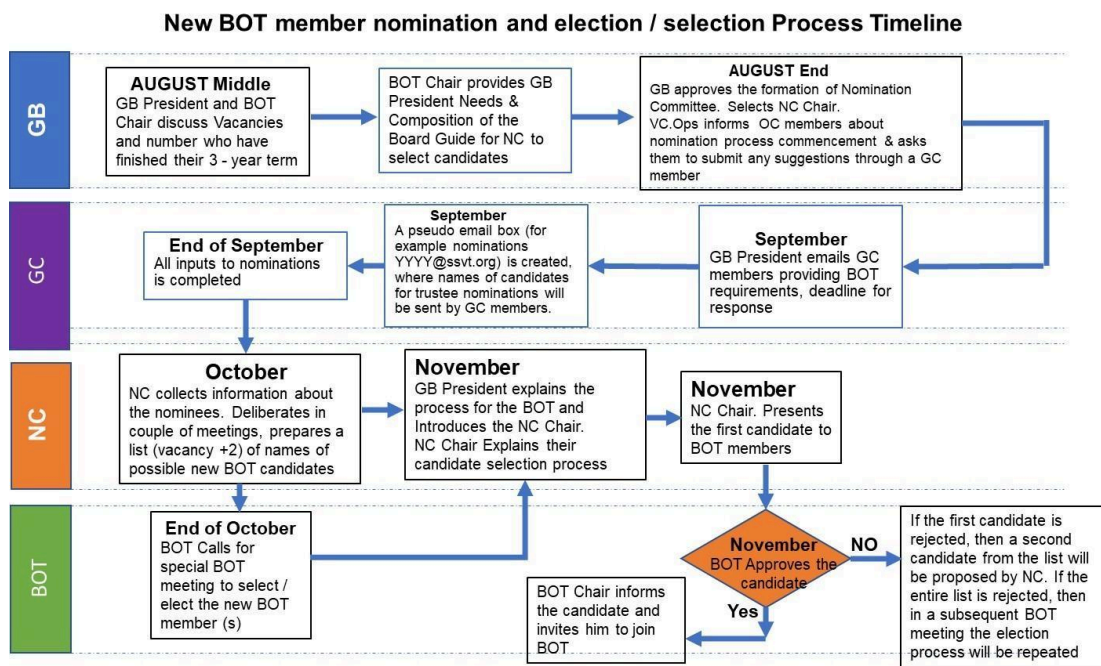 New BOT member nomination and election / selection Process Timeline
GB
AUGUST Middle
GB President and BOT
Chair discuss Vacancies
and number who have
finished their 3 - year term
BOT Chair provides GB
President Needs &
Composition of the
Board Guide for NC to
select candidates
AUGUST End
GB approves the formation of Nomination
Committee. Selects NC Chair.
VC.Ops informs OC members about
nomination process commencement & asks
them to submit any suggestions through a GC
member
GC
End of September
All inputs to nominations
is completed
September
A pseudo email box (for
example nominations
YYYY@ssvt.org) is created,
where names of candidates
for trustee nominations will
be sent by GC members.
September
GB President emails GC
members providing BOT
requirements, deadline for
response
NC
October
NC collects information about
the nominees. Deliberates in
couple of meetings, prepares a
list (vacancy +2) of names of
possible new BOT candidates
November
GB President explains the
process for the BOT and
Introduces the NC Chair.
NC Chair Explains their
candidate selection process
November
NC Chair. Presents
the first candidate to
BOT members
BOT
End of October
BOT Calls for
special BOT
meeting to select /
elect the new BOT
member (s)
BOT Chair informs
the candidate and
invites him to join
BOT
November
BOT Approves the
candidate
Yes
NO
If the first candidate is
rejected, then a second
candidate from the list will
be proposed by NC. If the
entire list is rejected, then
in a subsequent BOT
meeting the election
process will be repeated